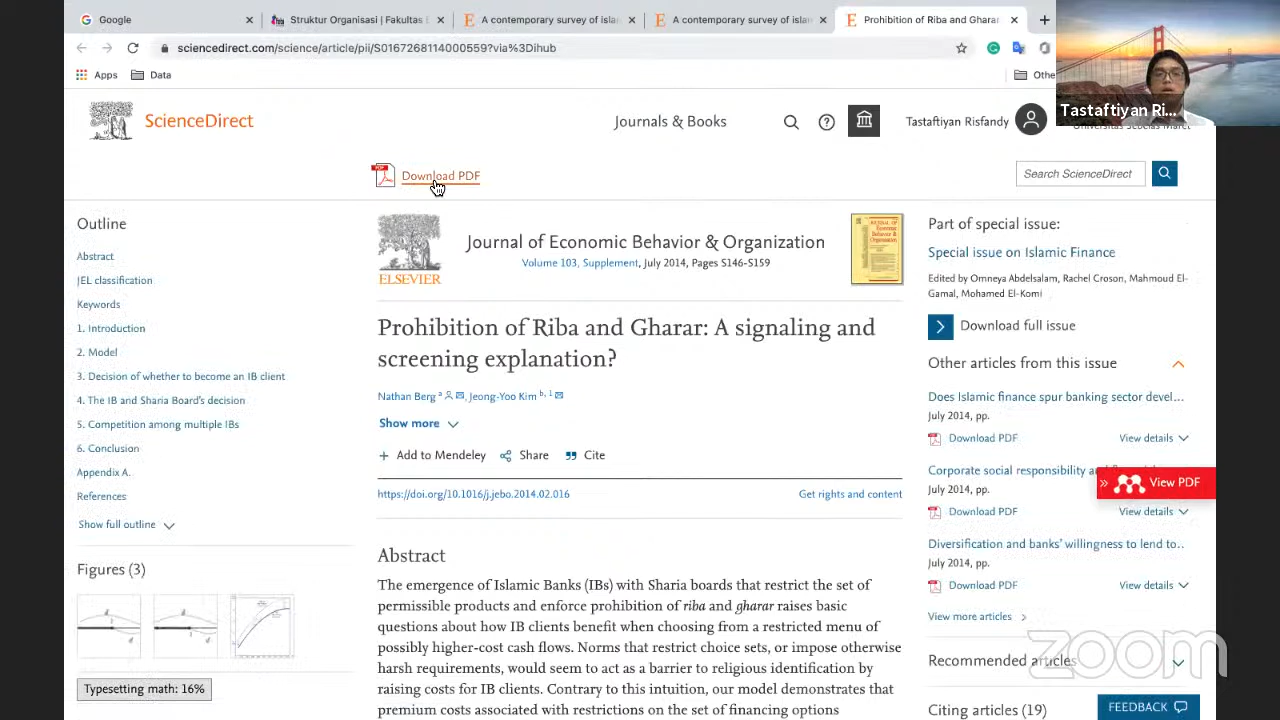 Google
Struktur Organisasi | Fakultas E
A contemporary survey of islam
A contemporary survey of islam
Prohibition of Riba and Gharar
sciencedirect.com/science/article/pii/S0167268114000559?via%3Dihub
Apps
Data
Othe
Tastaftiyan Ri...
ScienceDirect
Journals & Books
Tastaftiyan Risfandy
Universitas Sebelas Maret
Download PDF
Search ScienceDirect
Outline
Abstract
JEL classification
Keywords
1. Introduction
2. Model
3. Decision of whether to become an IB client
4. The IB and Sharia Board's decision
5. Competition among multiple IBs
6. Conclusion
Appendix A.
References
Show full outline
Figures (3)
Typesetting math: 16%
ELSEVIER
Journal of Economic Behavior & Organization
Volume 103, Supplement, July 2014, Pages S146-S159
Prohibition of Riba and Gharar: A signaling and
screening explanation?
Nathan Berg a, Jeong-Yoo Kim b, 1
Show more
+ Add to Mendeley
Share
Cite
https://doi.org/10.1016/j.jebo.2014.02.016
Get rights and content
Abstract
The emergence of Islamic Banks (IBs) with Sharia boards that restrict the set of
permissible products and enforce prohibition of riba and gharar raises basic
questions about how IB clients benefit when choosing from a restricted menu of
possibly higher-cost cash flows. Norms that restrict choice sets, or impose otherwise
harsh requirements, would seem to act as a barrier to religious identification by
raising costs for IB clients. Contrary to this intuition, our model demonstrates that
premium costs associated with restrictions on the set of financing options
Part of special issue:
Special issue on Islamic Finance
Edited by Omneya Abdelsalam, Rachel Croson, Mahmoud El-
Gamal, Mohamed El-Komi
Download full issue
Other articles from this issue
Does Islamic finance spur banking sector devel...
July 2014, pp.
Download PDF
View details
Corporate social responsibility a
July 2014, pp.
View PDF
Download PDF
View details
Diversification and banks' willingness to lend to...
July 2014, pp.
Download PDF
View details
View more articles
Recommended articles
Citing articles (19)
FEEDBACK
zoom